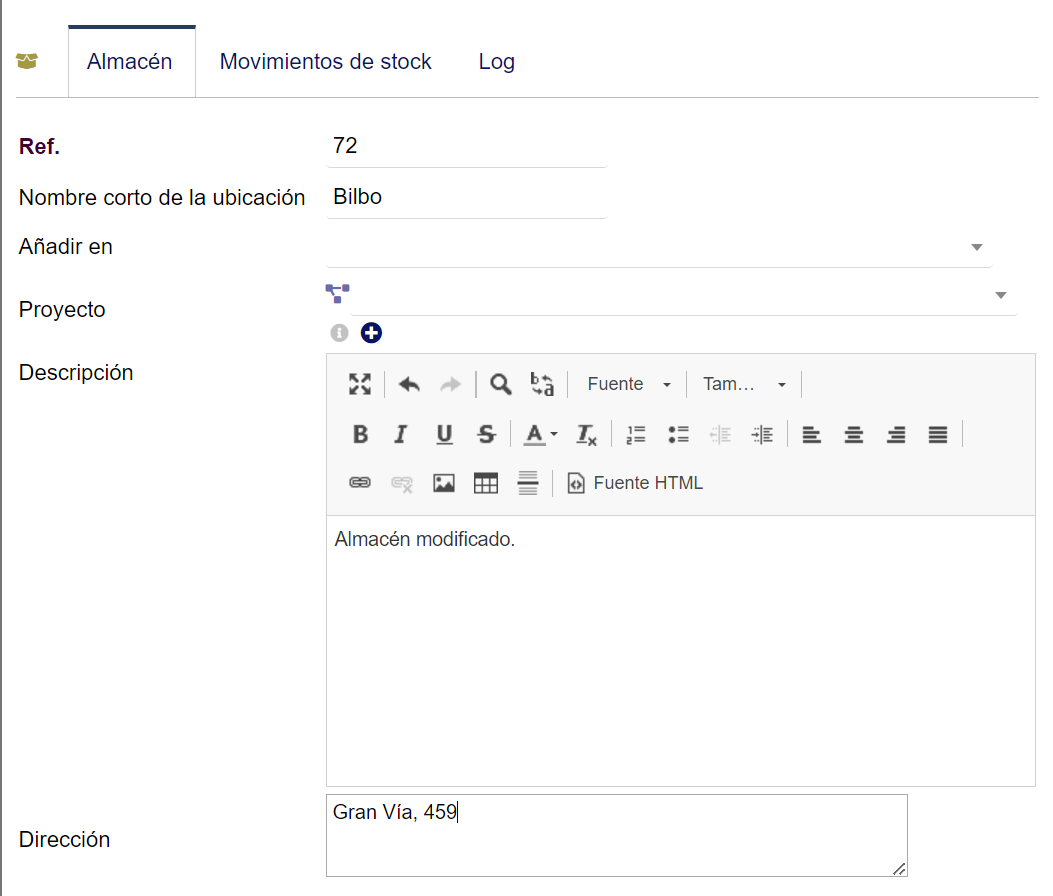 Almacén Movimientos de stock Log
Ref. 72
Nombre corto de la ubicación Bilbo
Añadir en
Proyecto
Descripción
Fuente Tam...
Fuente HTML
Almacén modificado.
Dirección Gran Vía, 459